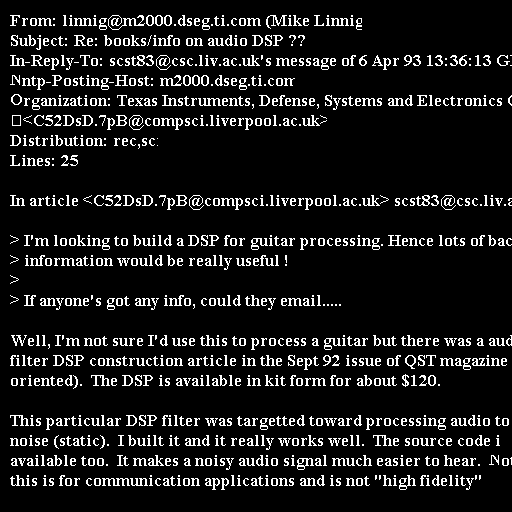 From: linnig@m2000.dseg.ti.com (Mike Linnig
Subject: Re: books/info on audio DSP ??
In-Reply-To: scst83@csc.liv.ac.uk's message of 6 Apr 93 13:36:13 G
Nntp-Posting-Host: m2000.dseg.ti.com
Organization: Texas Instruments, Defense, Systems and Electronics
<C52DsD.7pB@compsci.liverpool.ac.uk>
Distribution: rec,sc
Lines: 25

In article <C52DsD.7pB@compsci.liverpool.ac.uk> scst83@csc.liv.a

> I'm looking to build a DSP for guitar processing. Hence lots of bac
> information would be really useful !
>
> If anyone's got any info, could they email.....

Well, I'm not sure I'd use this to process a guitar but there was a aud
filter DSP construction article in the Sept 92 issue of QST magazine
oriented).  The DSP is available in kit form for about $120.

This particular DSP filter was targetted toward processing audio to
noise (static).  I built it and it really works well.  The source code i
available too.  It makes a noisy audio signal much easier to hear.  Not
this is for communication applications and is not "high fidelity"